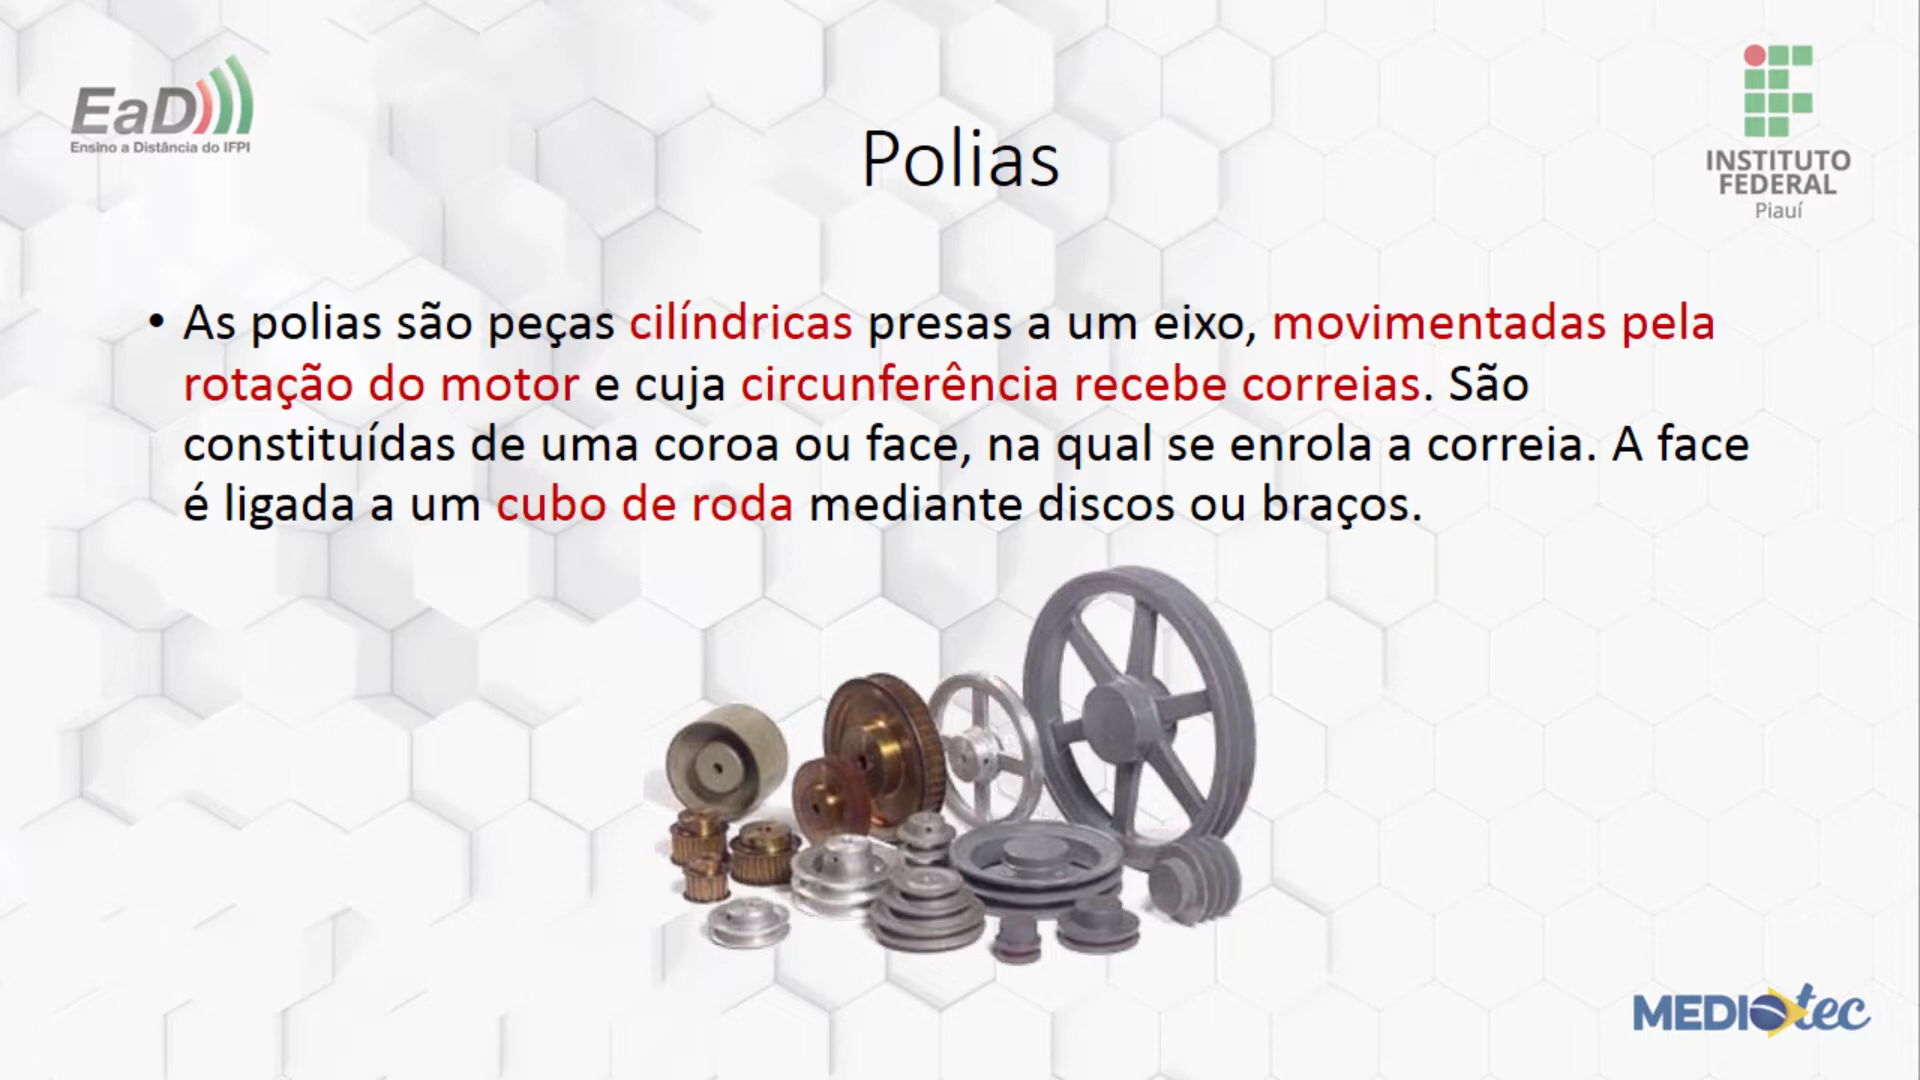 EaD
Ensino a Distância do IFPI
INSTITUTO
FEDERAL
Piauí
Polias
• As polias são peças cilíndricas presas a um eixo, movimentadas pela
rotação do motor e cuja circunferência recebe correias. São
constituídas de uma coroa ou face, na qual se enrola a correia. A face
é ligada a um cubo de roda mediante discos ou braços.
MEDIOtec